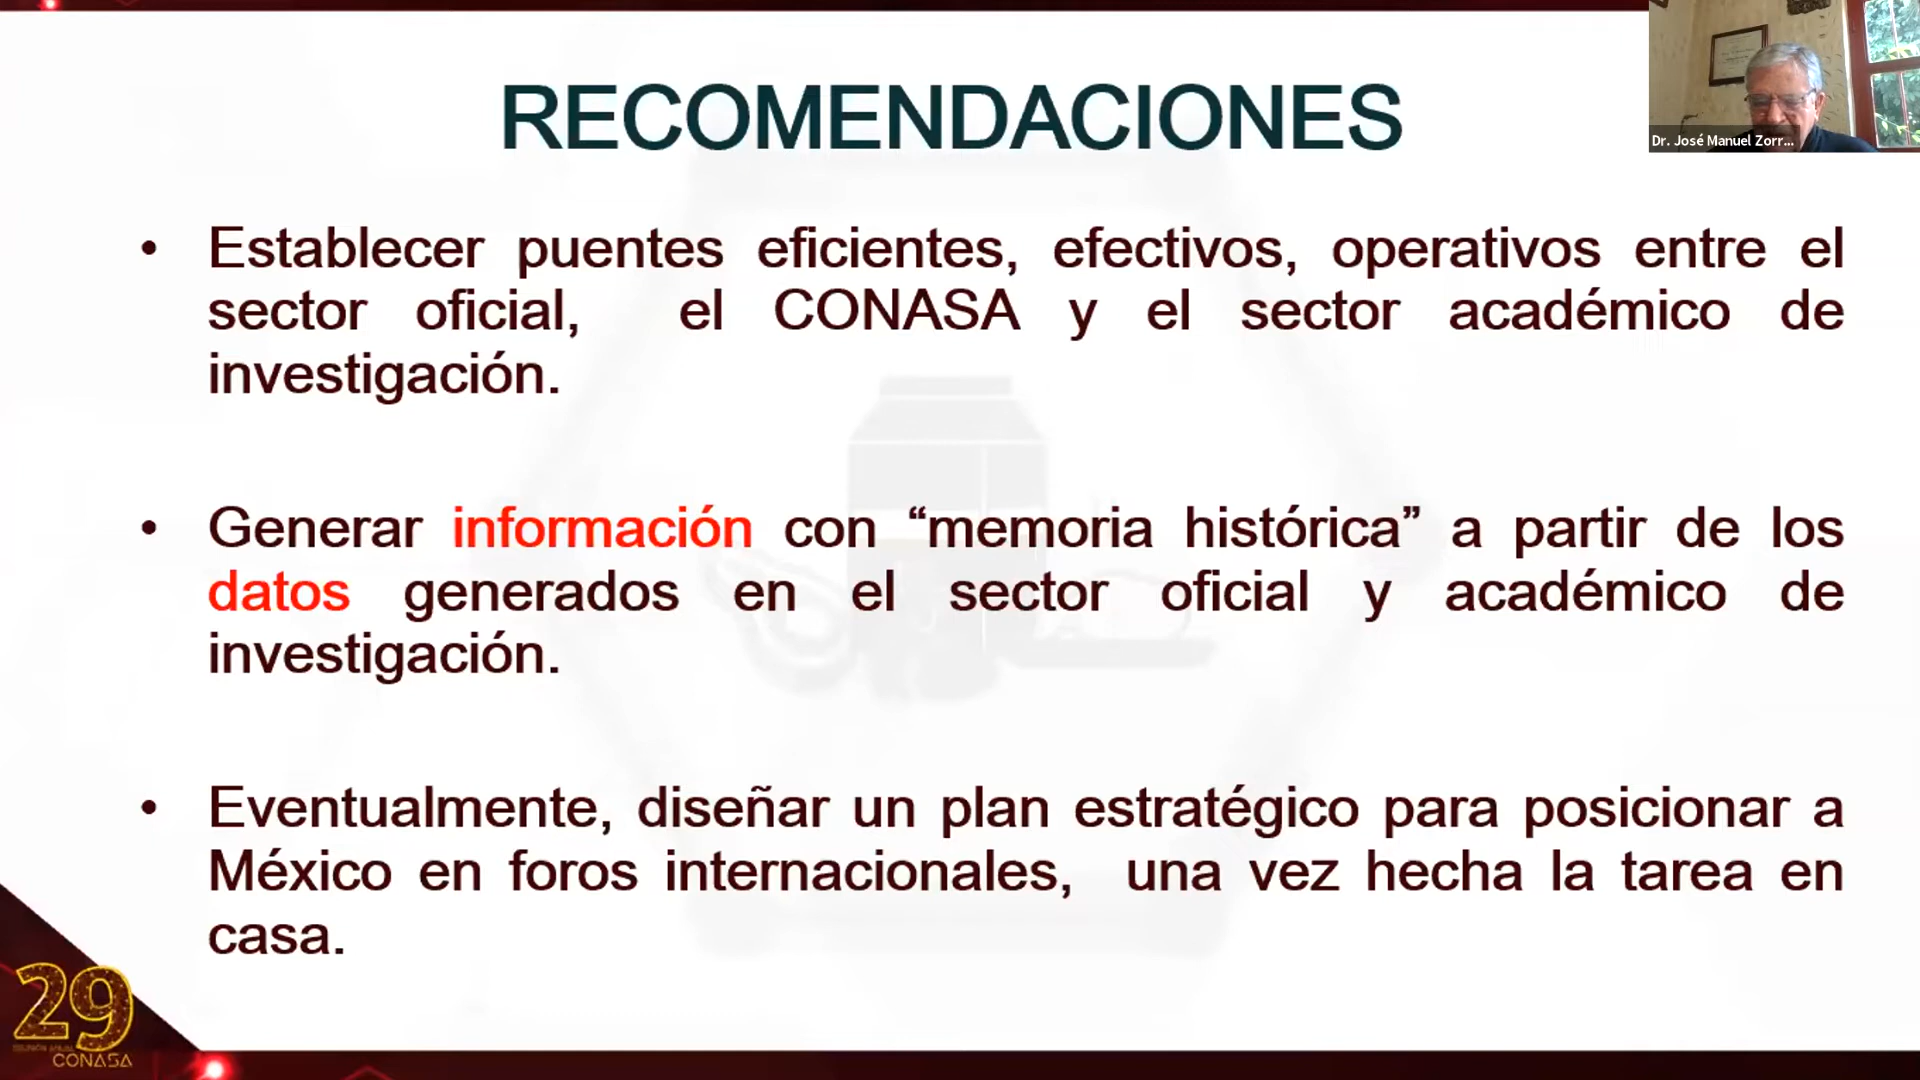 RECOMENDACIONES
Dr. José Manuel Zorr...
• Establecer puentes eficientes, efectivos, operativos entre el
sector oficial, el CONASA y el sector académico de
investigación.
• Generar información con “memoria histórica” a partir de los
datos generados en el sector oficial y académico de
investigación.
• Eventualmente, diseñar un plan estratégico para posicionar a
México en foros internacionales, una vez hecha la tarea en
casa.
29
REUNIÓN ANUAL
CONASA